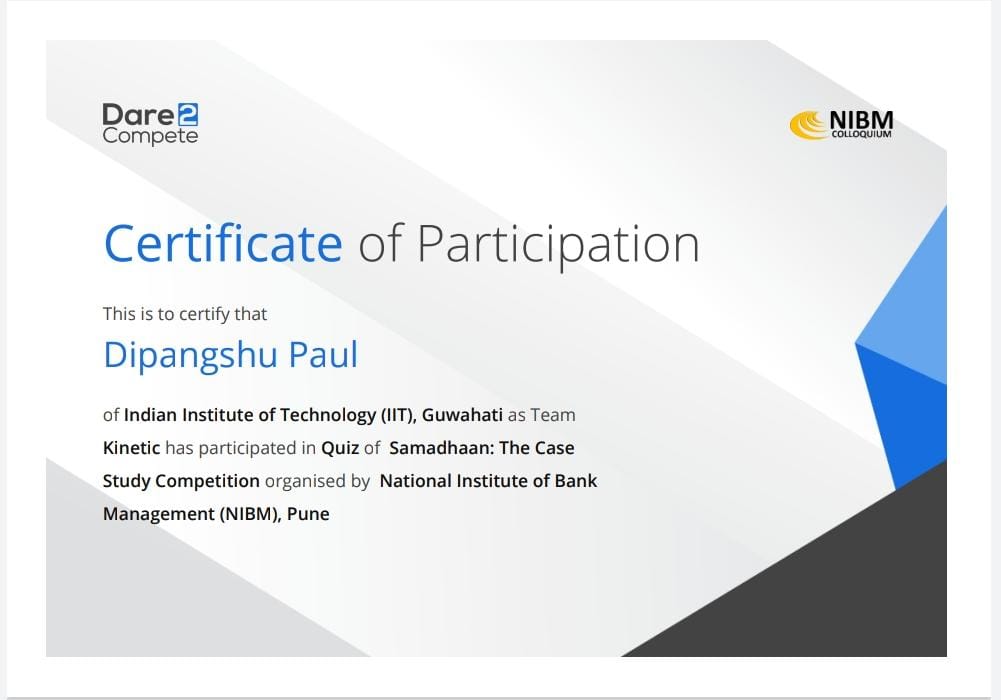 Dare2
Compete
NIBM
COLLOQUIUM
Certificate of Participation
This is to certify that
Dipangshu Paul
of Indian Institute of Technology (IIT), Guwahati as Team
Kinetic has participated in Quiz of Samadhaan: The Case
Study Competition organised by National Institute of Bank
Management (NIBM), Pune